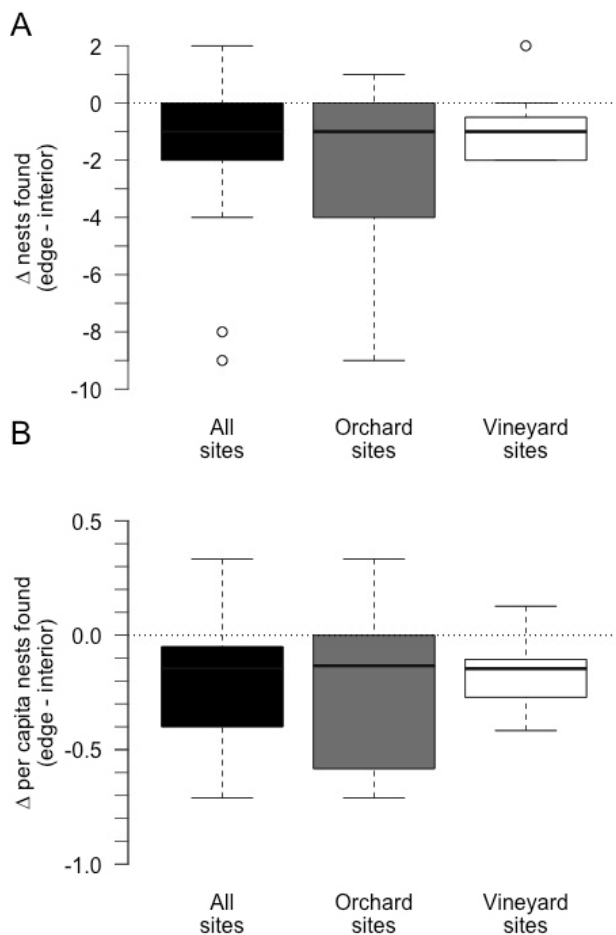 A
2
0
-2
-4
-6
-8
-10
Δ nests found
(edge - interior)
All
sites
Orchard
sites
Vineyard
sites
B
0.5
0.0
-0.5
-1.0
Δ per capita nests found
(edge - interior)
All
sites
Orchard
sites
Vineyard
sites